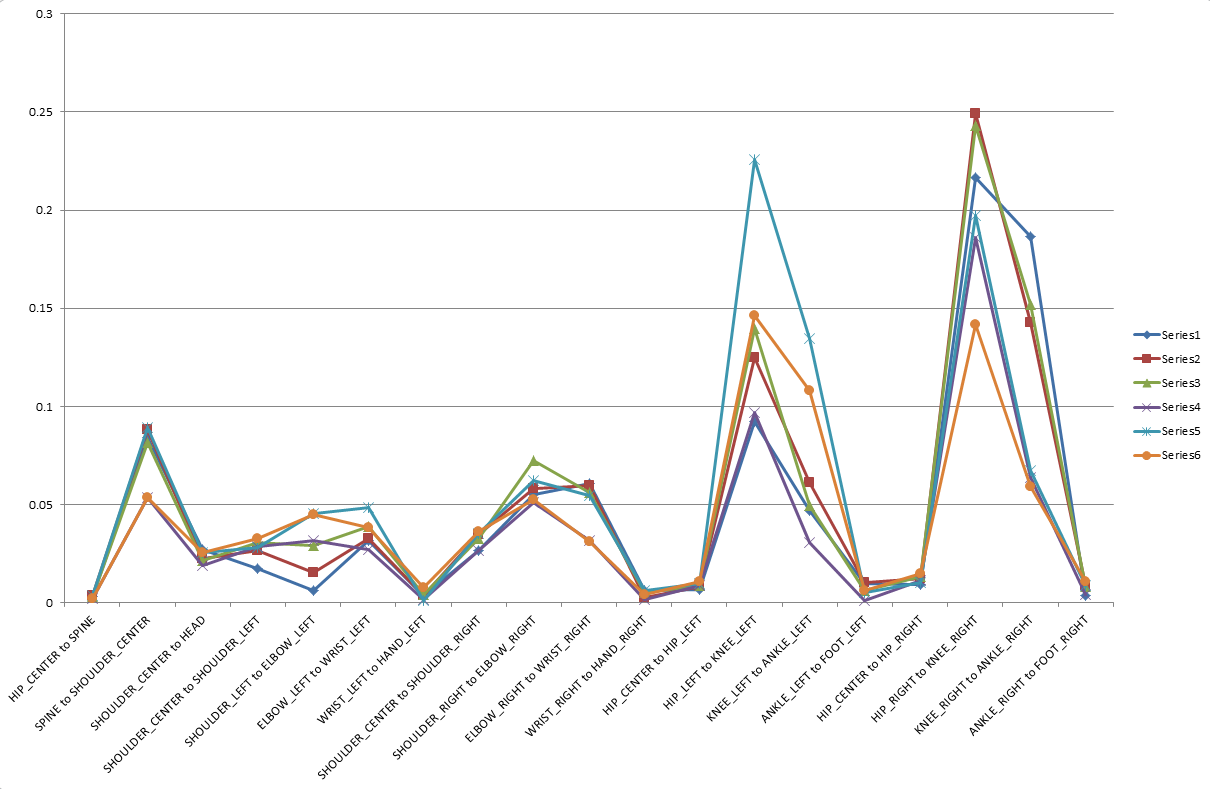 0.3
0.25
0.2
0.15
0.1
0.05
0
HIP_CENTER to SPINE
SPINE to SHOULDER_CENTER
SHOULDER_CENTER to HEAD
SHOULDER_CENTER to SHOULDER_LEFT
SHOULDER_LEFT to ELBOW_LEFT
ELBOW_LEFT to WRIST_LEFT
WRIST_LEFT to HAND_LEFT
SHOULDER_CENTER to SHOULDER_RIGHT
SHOULDER_RIGHT to ELBOW_RIGHT
ELBOW_RIGHT to WRIST_RIGHT
WRIST_RIGHT to HAND_RIGHT
HIP_CENTER to HIP_LEFT
HIP_LEFT to KNEE_LEFT
KNEE_LEFT to ANKLE_LEFT
ANKLE_LEFT to FOOT_LEFT
HIP_CENTER to HIP_RIGHT
HIP_RIGHT to KNEE_RIGHT
KNEE_RIGHT to ANKLE_RIGHT
ANKLE_RIGHT to FOOT_RIGHT
Series1
Series2
Series3
Series4
Series5
Series6